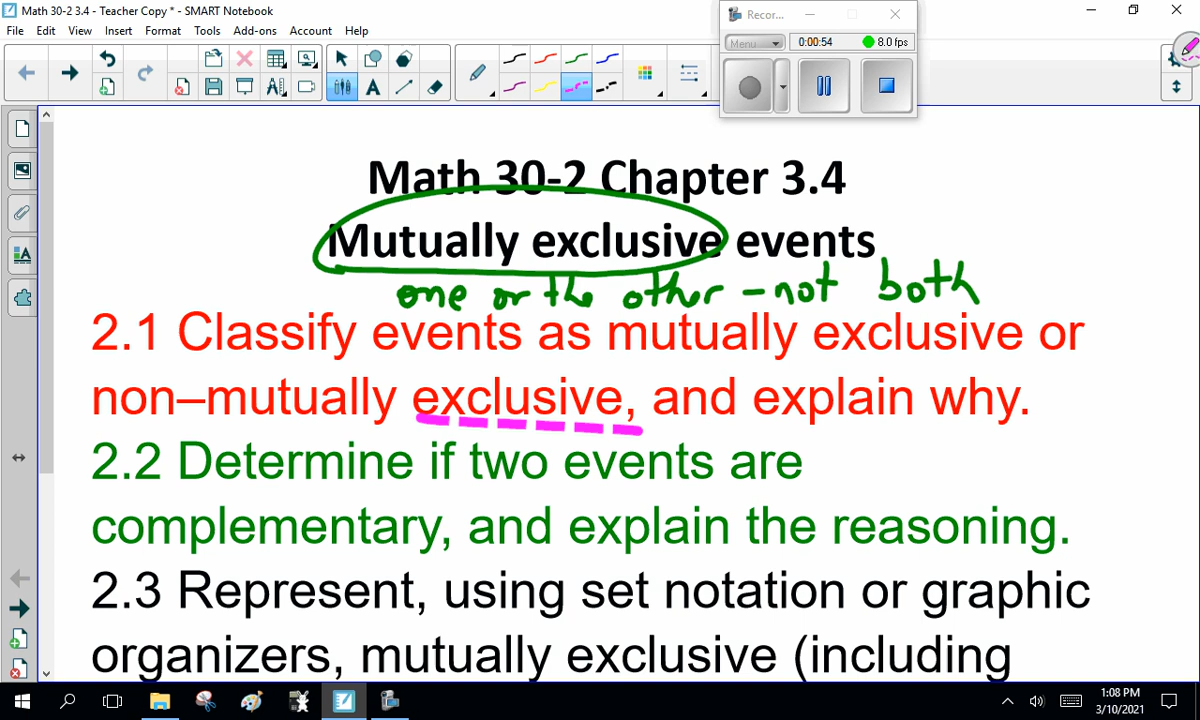 Math 30-2 3.4 - Teacher Copy * - SMART Notebook
Recor...
File Edit View Insert Format Tools Add-ons Account Help
Menu
0:00:54
8.0 fps
Math 30-2 Chapter 3.4
Mutually exclusive events
one or the other - not both
2.1 Classify events as mutually exclusive or
non–mutually exclusive, and explain why.
2.2 Determine if two events are
complementary, and explain the reasoning.
2.3 Represent, using set notation or graphic
organizers, mutually exclusive (including
1:08 PM
3/10/2021